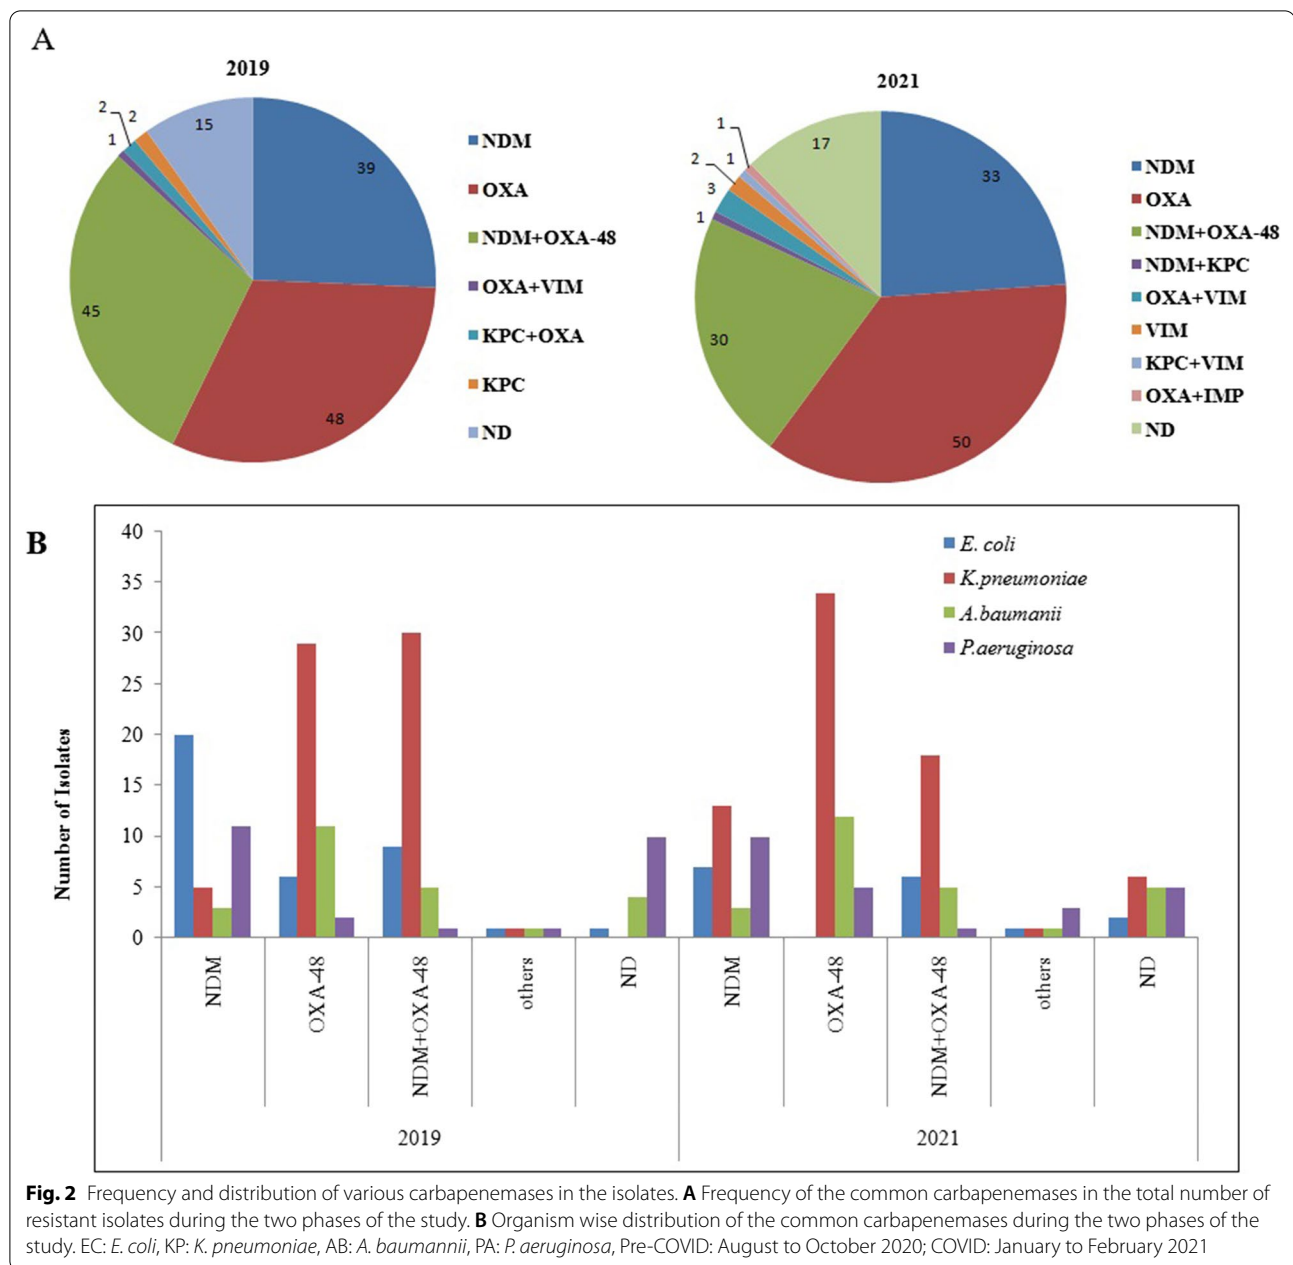 A
2019
2
2
1
15
39
45
48
NDM
OXA
NDM+OXA-48
OXA+VIM
KPC+OXA
KPC
ND
2021
1
1
2
3
1
17
33
30
50
NDM
OXA
NDM+OXA-48
NDM+KPC
OXA+VIM
VIM
KPC+VIM
OXA+IMP
ND
B
Number of Isolates
40
35
30
25
20
15
10
5
0
E. coli
K.pneumoniae
A.baumanii
P.aeruginosa
NDM
OXA-48
NDM+OXA-48
others
ND
NDM
OXA-48
NDM+OXA-48
others
ND
2019
2021
Fig. 2 Frequency and distribution of various carbapenemases in the isolates. A Frequency of the common carbapenemases in the total number of
resistant isolates during the two phases of the study. B Organism wise distribution of the common carbapenemases during the two phases of the
study. EC: E. coli, KP: K. pneumoniae, AB: A. baumannii, PA: P. aeruginosa, Pre-COVID: August to October 2020; COVID: January to February 2021